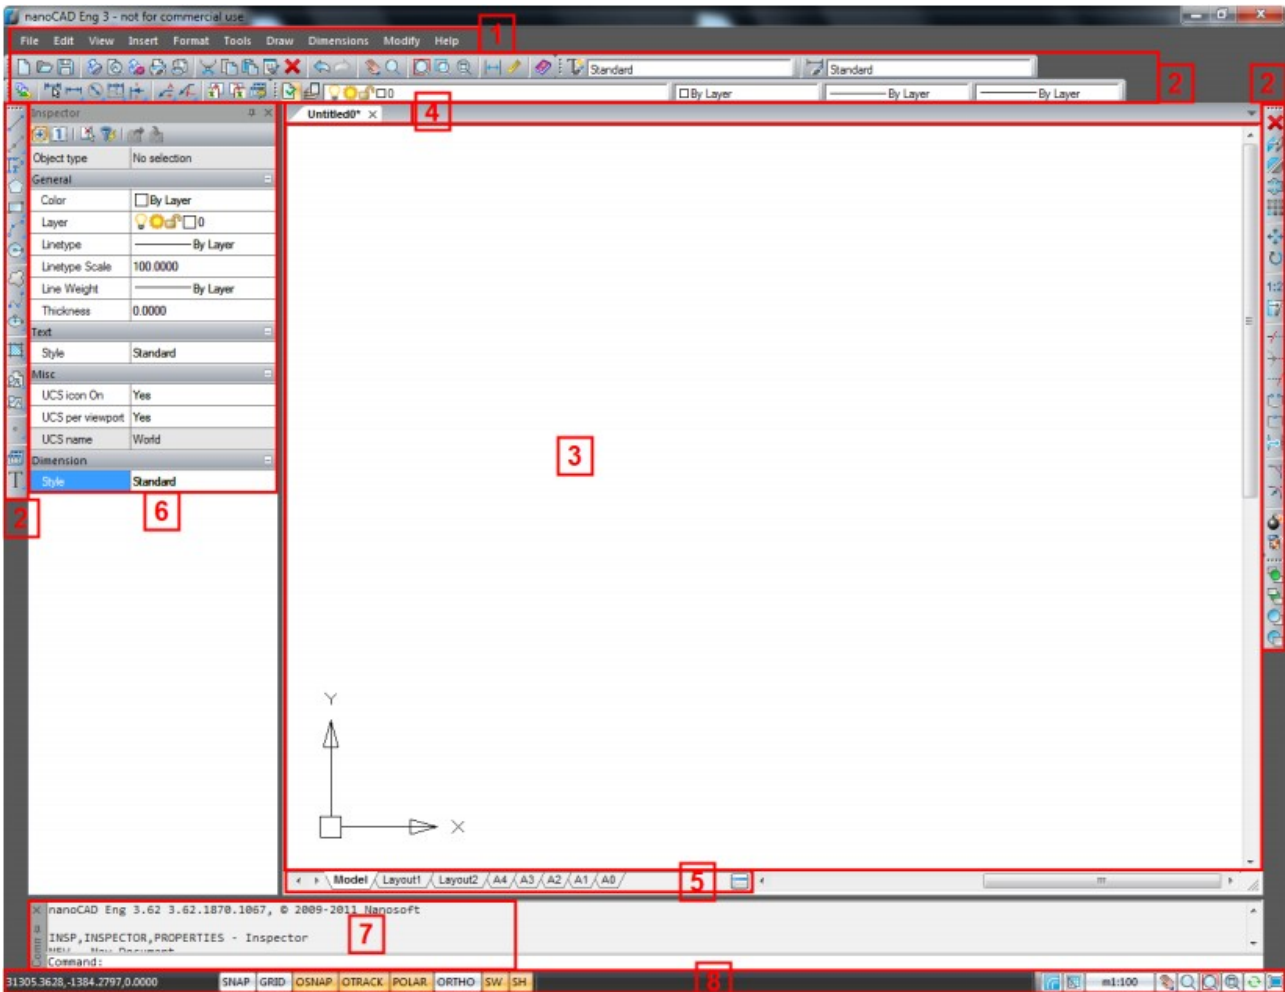 nanoCAD Eng 3 - not for commercial use
File Edit View Insert Format Tools Draw Dimensions Modify Help
1
Standard
Standard
2
2
0
By Layer
By Layer
By Layer
Inspector
Untitled0*
4
Object type No selection
General
Color By Layer
Layer 0
Linetype By Layer
Linetype Scale 100.0000
Line Weight By Layer
Thickness 0.0000
Text
Style Standard
Misc
UCS icon On Yes
UCS per viewport Yes
UCS name World
Dimension
Style Standard
T
1:2
2
6
3
Y
X
Model Layout1 Layout2 A4 A3 A2 A1 A0
5
nanoCAD Eng 3.62 3.62.1870.1067, © 2009-2011 Nanosoft
INSP,INSPECTOR,PROPERTIES - Inspector
NEW - New Document
Command:
7
31305.3628,-1384.2797,0.0000 SNAP GRID OSNAP OTRACK POLAR ORTHO SW SH
8
m1:100